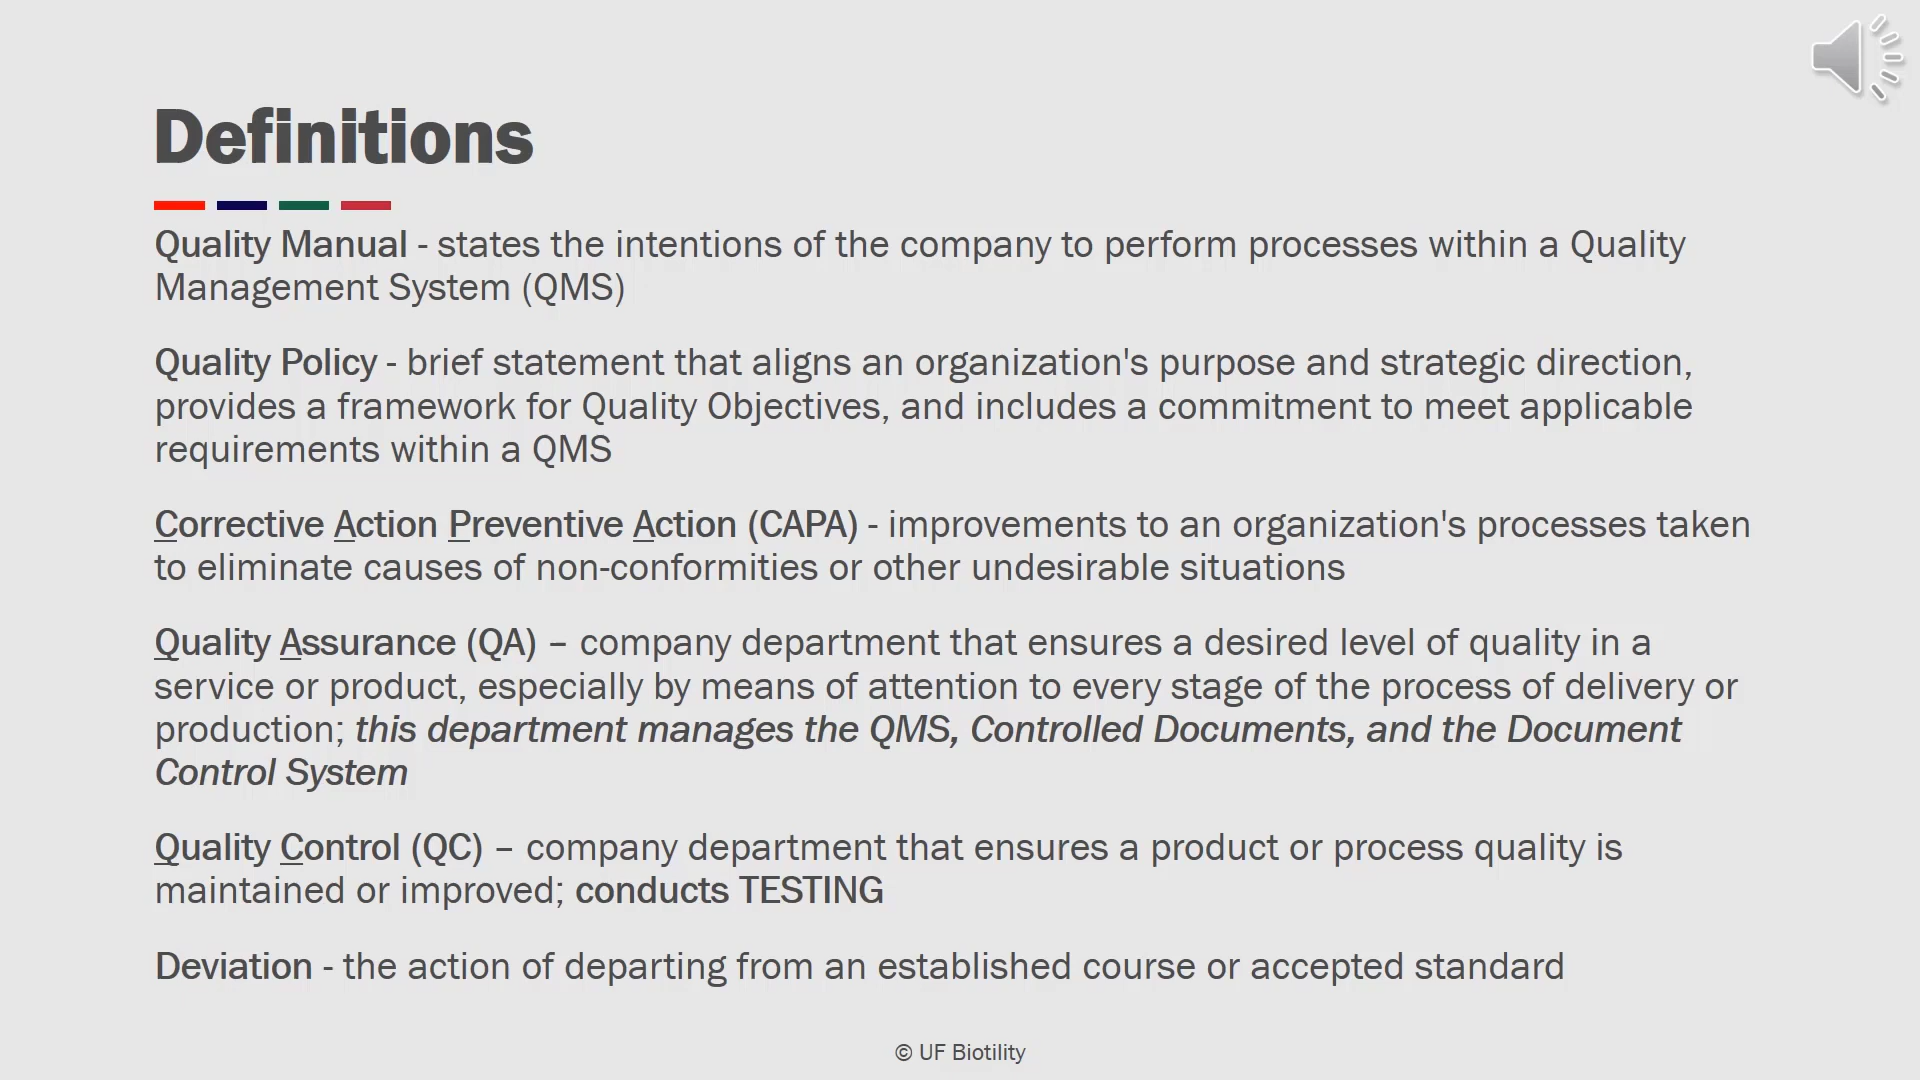 Definitions
Quality Manual - states the intentions of the company to perform processes within a Quality
Management System (QMS)
Quality Policy - brief statement that aligns an organization's purpose and strategic direction,
provides a framework for Quality Objectives, and includes a commitment to meet applicable
requirements within a QMS
Corrective Action Preventive Action (CAPA) - improvements to an organization's processes taken
to eliminate causes of non-conformities or other undesirable situations
Quality Assurance (QA) – company department that ensures a desired level of quality in a
service or product, especially by means of attention to every stage of the process of delivery or
production; this department manages the QMS, Controlled Documents, and the Document
Control System
Quality Control (QC) – company department that ensures a product or process quality is
maintained or improved; conducts TESTING
Deviation - the action of departing from an established course or accepted standard
© UF Biotility